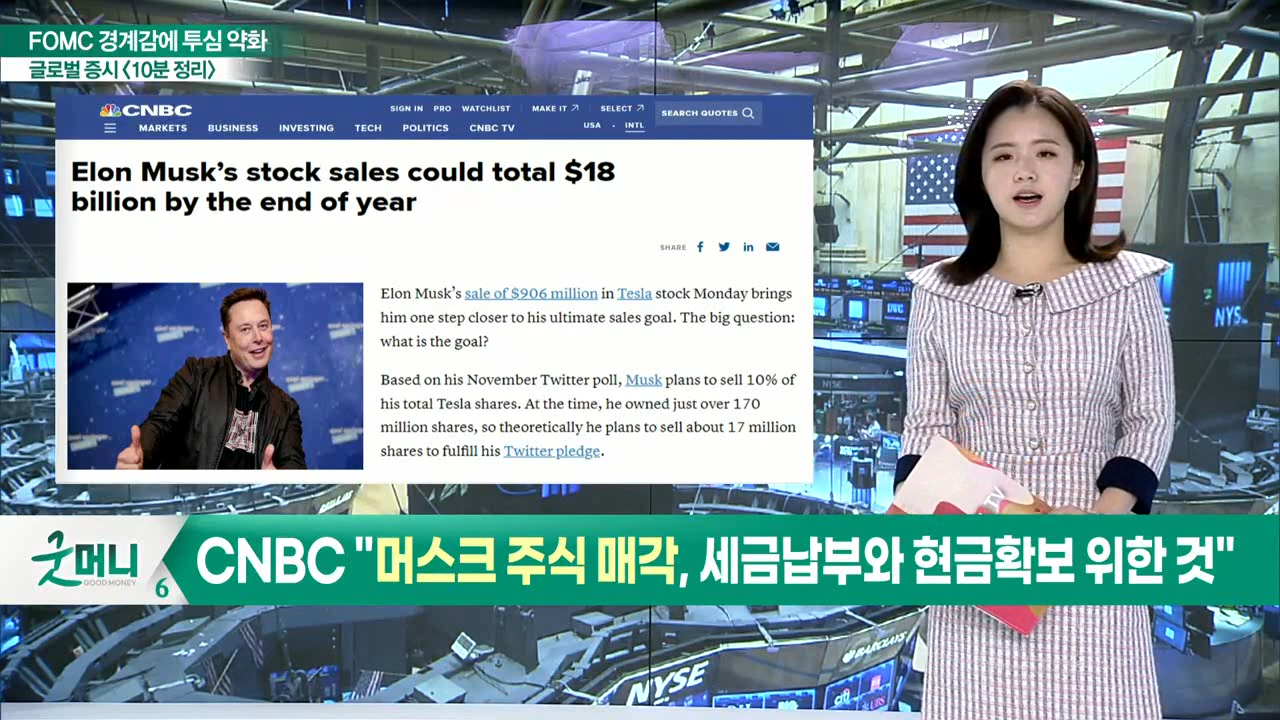 FOMC 경계감에 투심 약화
글로벌 증시 <10분 정리>
CNBC
SIGN IN PRO WATCHLIST MAKE IT SELECT
SEARCH QUOTES
MARKETS BUSINESS INVESTING TECH POLITICS CNBC TV
USA · INTL
Elon Musk's stock sales could total $18
billion by the end of year
SHARE
Elon Musk's sale of $906 million in Tesla stock Monday brings
him one step closer to his ultimate sales goal. The big question:
what is the goal?
Based on his November Twitter poll, Musk plans to sell 10% of
his total Tesla shares. At the time, he owned just over 170
million shares, so theoretically he plans to sell about 17 million
shares to fulfill his Twitter pledge.
NYS
TV
굿머니
GOOD MONEY
6
CNBC "머스크 주식 매각, 세금납부와 현금확보 위한 것"
NYSE
BARCLAYS
citi
UBS